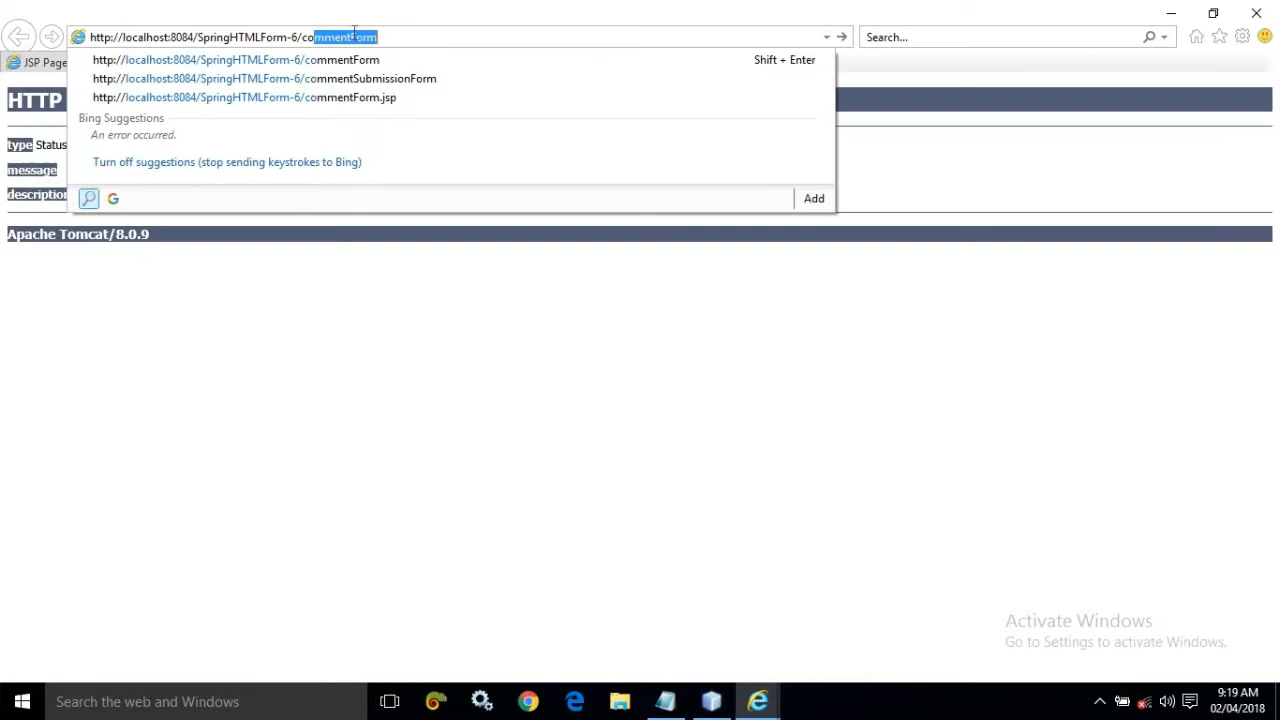 http://localhost:8084/SpringHTMLForm-6/commentForm
Search...
JSP Page
http://localhost:8084/SpringHTMLForm-6/commentForm
Shift + Enter
http://localhost:8084/SpringHTMLForm-6/commentSubmissionForm
http://localhost:8084/SpringHTMLForm-6/commentForm.jsp
Bing Suggestions
An error occurred.
Turn off suggestions (stop sending keystrokes to Bing)
Add
HTTP
type Status
message
description
Apache Tomcat/8.0.9
Activate Windows
Go to Settings to activate Windows.
Search the web and Windows
9:19 AM
02/04/2018